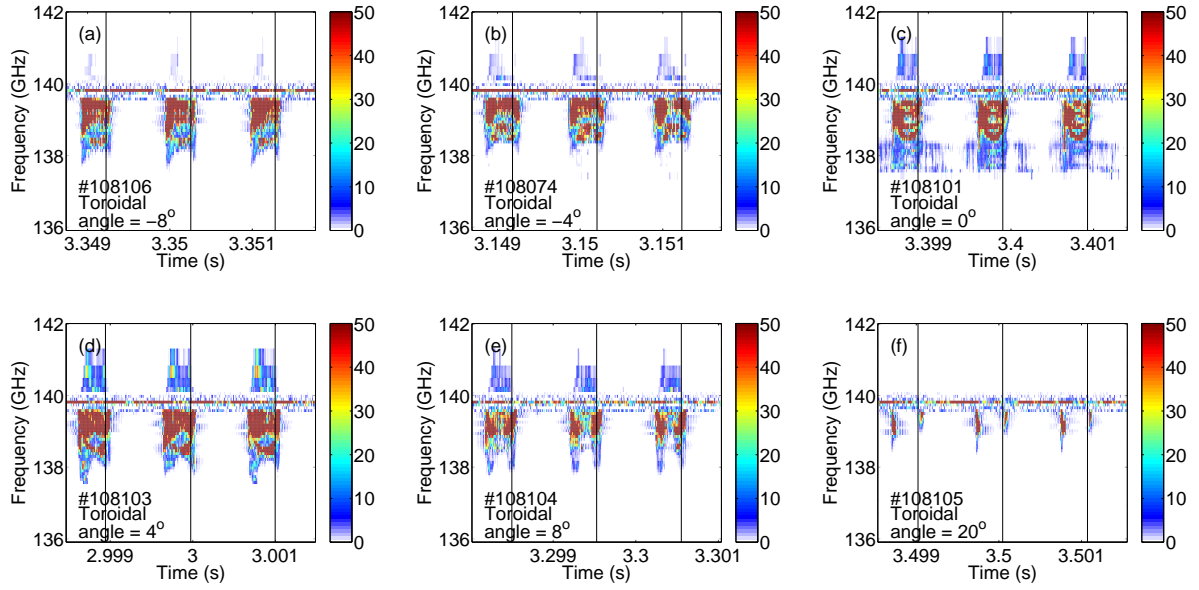 (a)
142
140
138
136
Frequency (GHz)
#108106
Toroidal
angle = −8°
3.349 3.35 3.351
Time (s)
50
40
30
20
10
0
(b)
142
140
138
136
Frequency (GHz)
#108074
Toroidal
angle = −4°
3.149 3.15 3.151
Time (s)
50
40
30
20
10
0
(c)
142
140
138
136
Frequency (GHz)
#108101
Toroidal
angle = 0°
3.399 3.4 3.401
Time (s)
50
40
30
20
10
0
(d)
142
140
138
136
Frequency (GHz)
#108103
Toroidal
angle = 4°
2.999 3 3.001
Time (s)
50
40
30
20
10
0
(e)
142
140
138
136
Frequency (GHz)
#108104
Toroidal
angle = 8°
3.299 3.3 3.301
Time (s)
50
40
30
20
10
0
(f)
142
140
138
136
Frequency (GHz)
#108105
Toroidal
angle = 20°
3.499 3.5 3.501
Time (s)
50
40
30
20
10
0